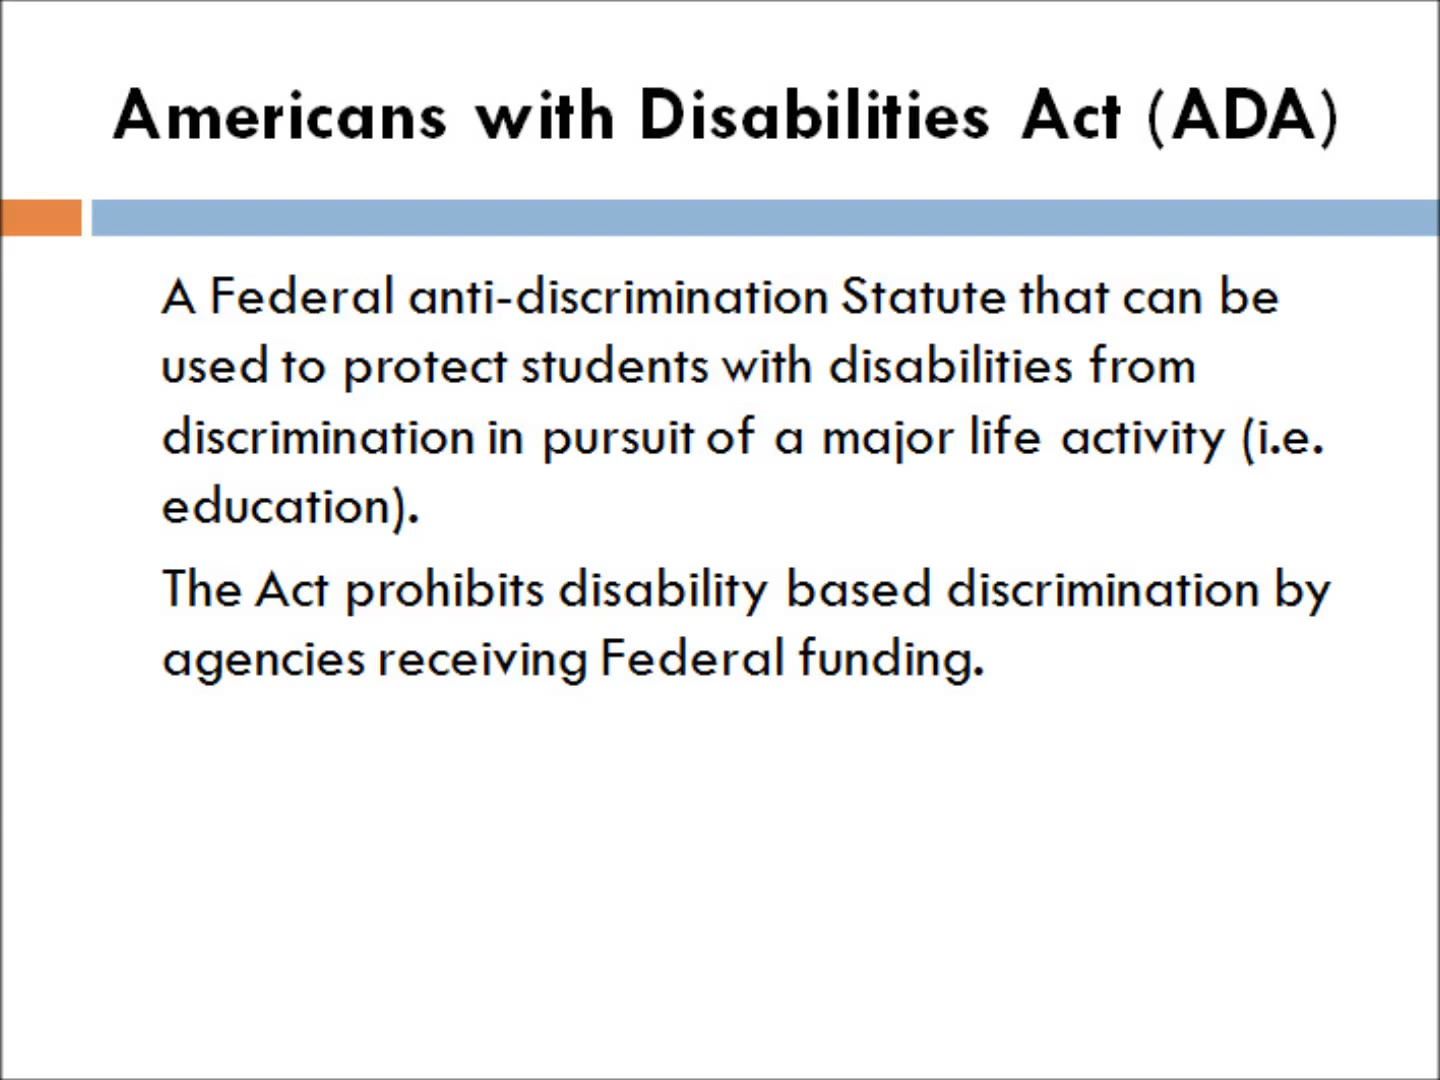 Americans with Disabilities Act (ADA)
A Federal anti-discrimination Statute that can be
used to protect students with disabilities from
discrimination in pursuit of a major life activity (i.e.
education).
The Act prohibits disability based discrimination by
agencies receiving Federal funding.